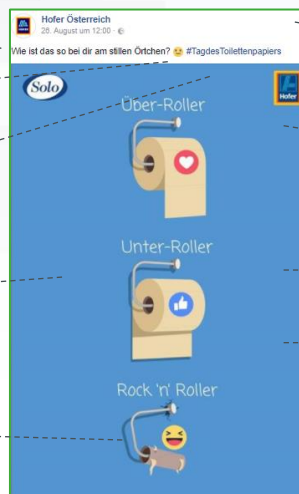 Hofer Österreich
26. August um 12:00 ·
Wie ist das so bei dir am stillen Örtchen? 😉 #TagdesToilettenpapiers
Solo
Hofer
Über-Roller
Unter-Roller
Rock 'n' Roller